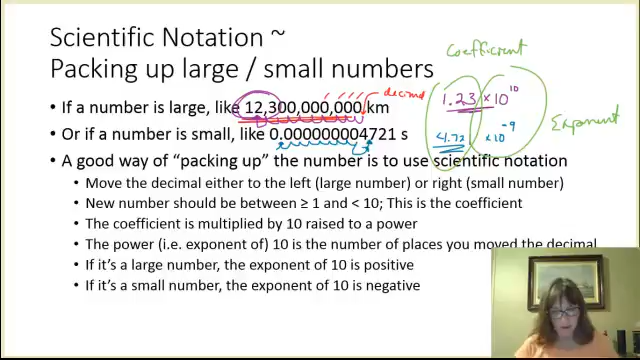 Scientific Notation ~
Packing up large / small numbers
Coefficient
decimal
• If a number is large, like 12,300,000,000.km
1.23 × 10^10
• Or if a number is small, like 0.000000004721 s
4.72 × 10^-9
Exponent
• A good way of “packing up” the number is to use scientific notation
• Move the decimal either to the left (large number) or right (small number)
• New number should be between ≥ 1 and < 10; This is the coefficient
• The coefficient is multiplied by 10 raised to a power
• The power (i.e. exponent of) 10 is the number of places you moved the decimal
• If it’s a large number, the exponent of 10 is positive
• If it’s a small number, the exponent of 10 is negative